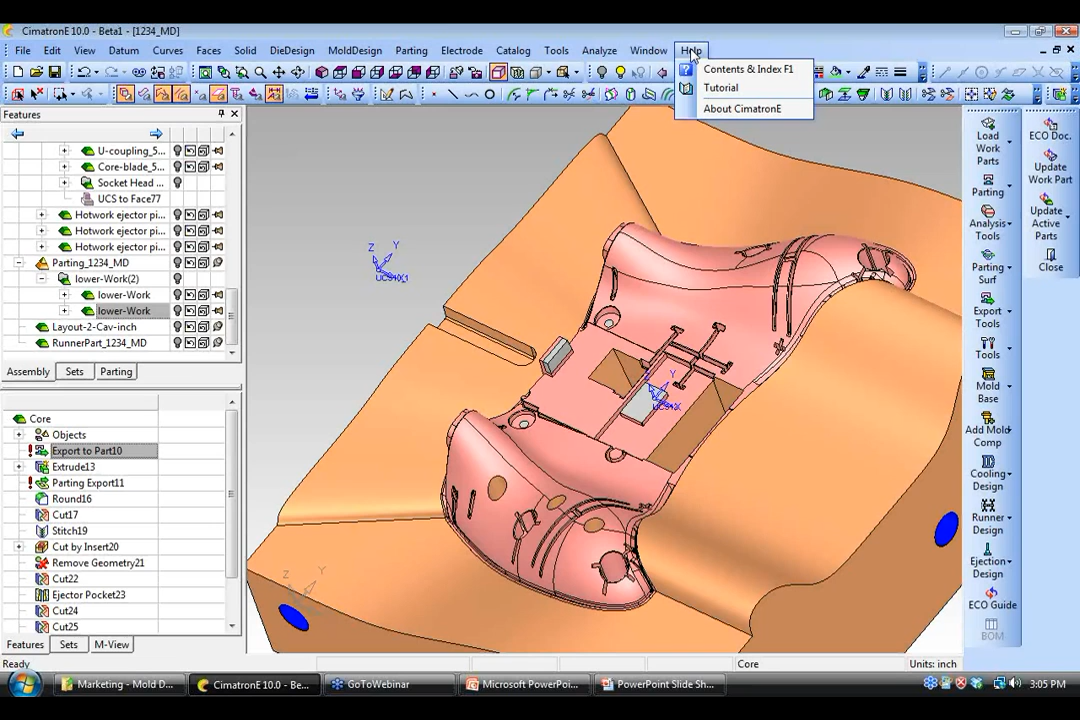 CimatronE 10.0 - Beta1 - [1234_MD]
File Edit View Datum Curves Faces Solid DieDesign MoldDesign Parting Electrode Catalog Tools Analyze Window Help
Contents & Index F1
Tutorial
About CimatronE
Features
U-coupling_5...
Core-blade_5...
Socket Head ...
UCS to Face77
Hotwork ejector pi...
Hotwork ejector pi...
Hotwork ejector pi...
Parting_1234_MD
lower-Work(2)
lower-Work
lower-Work
Layout-2-Cav-inch
RunnerPart_1234_MD
Assembly Sets Parting
Core
Objects
Export to Part10
Extrude13
Parting Export11
Round16
Cut17
Stitch19
Cut by Insert20
Remove Geometry21
Cut22
Ejector Pocket23
Cut24
Cut25
Features Sets M-View
Z Y
Z Y
Z Y
Load Work Parts
Parting
Analysis Tools
Parting Surf
Export Tools
Tools
Mold Base
Add Mold Comp
Cooling Design
Runner Design
Ejection Design
ECO Guide
BOM
ECO Doc.
Update Work Part
Update Active Parts
Close
Ready Core Units: inch
Marketing - Mold D... CimatronE 10.0 - Be... GoToWebinar Microsoft PowerPoi... PowerPoint Slide Sh... 3:05 PM